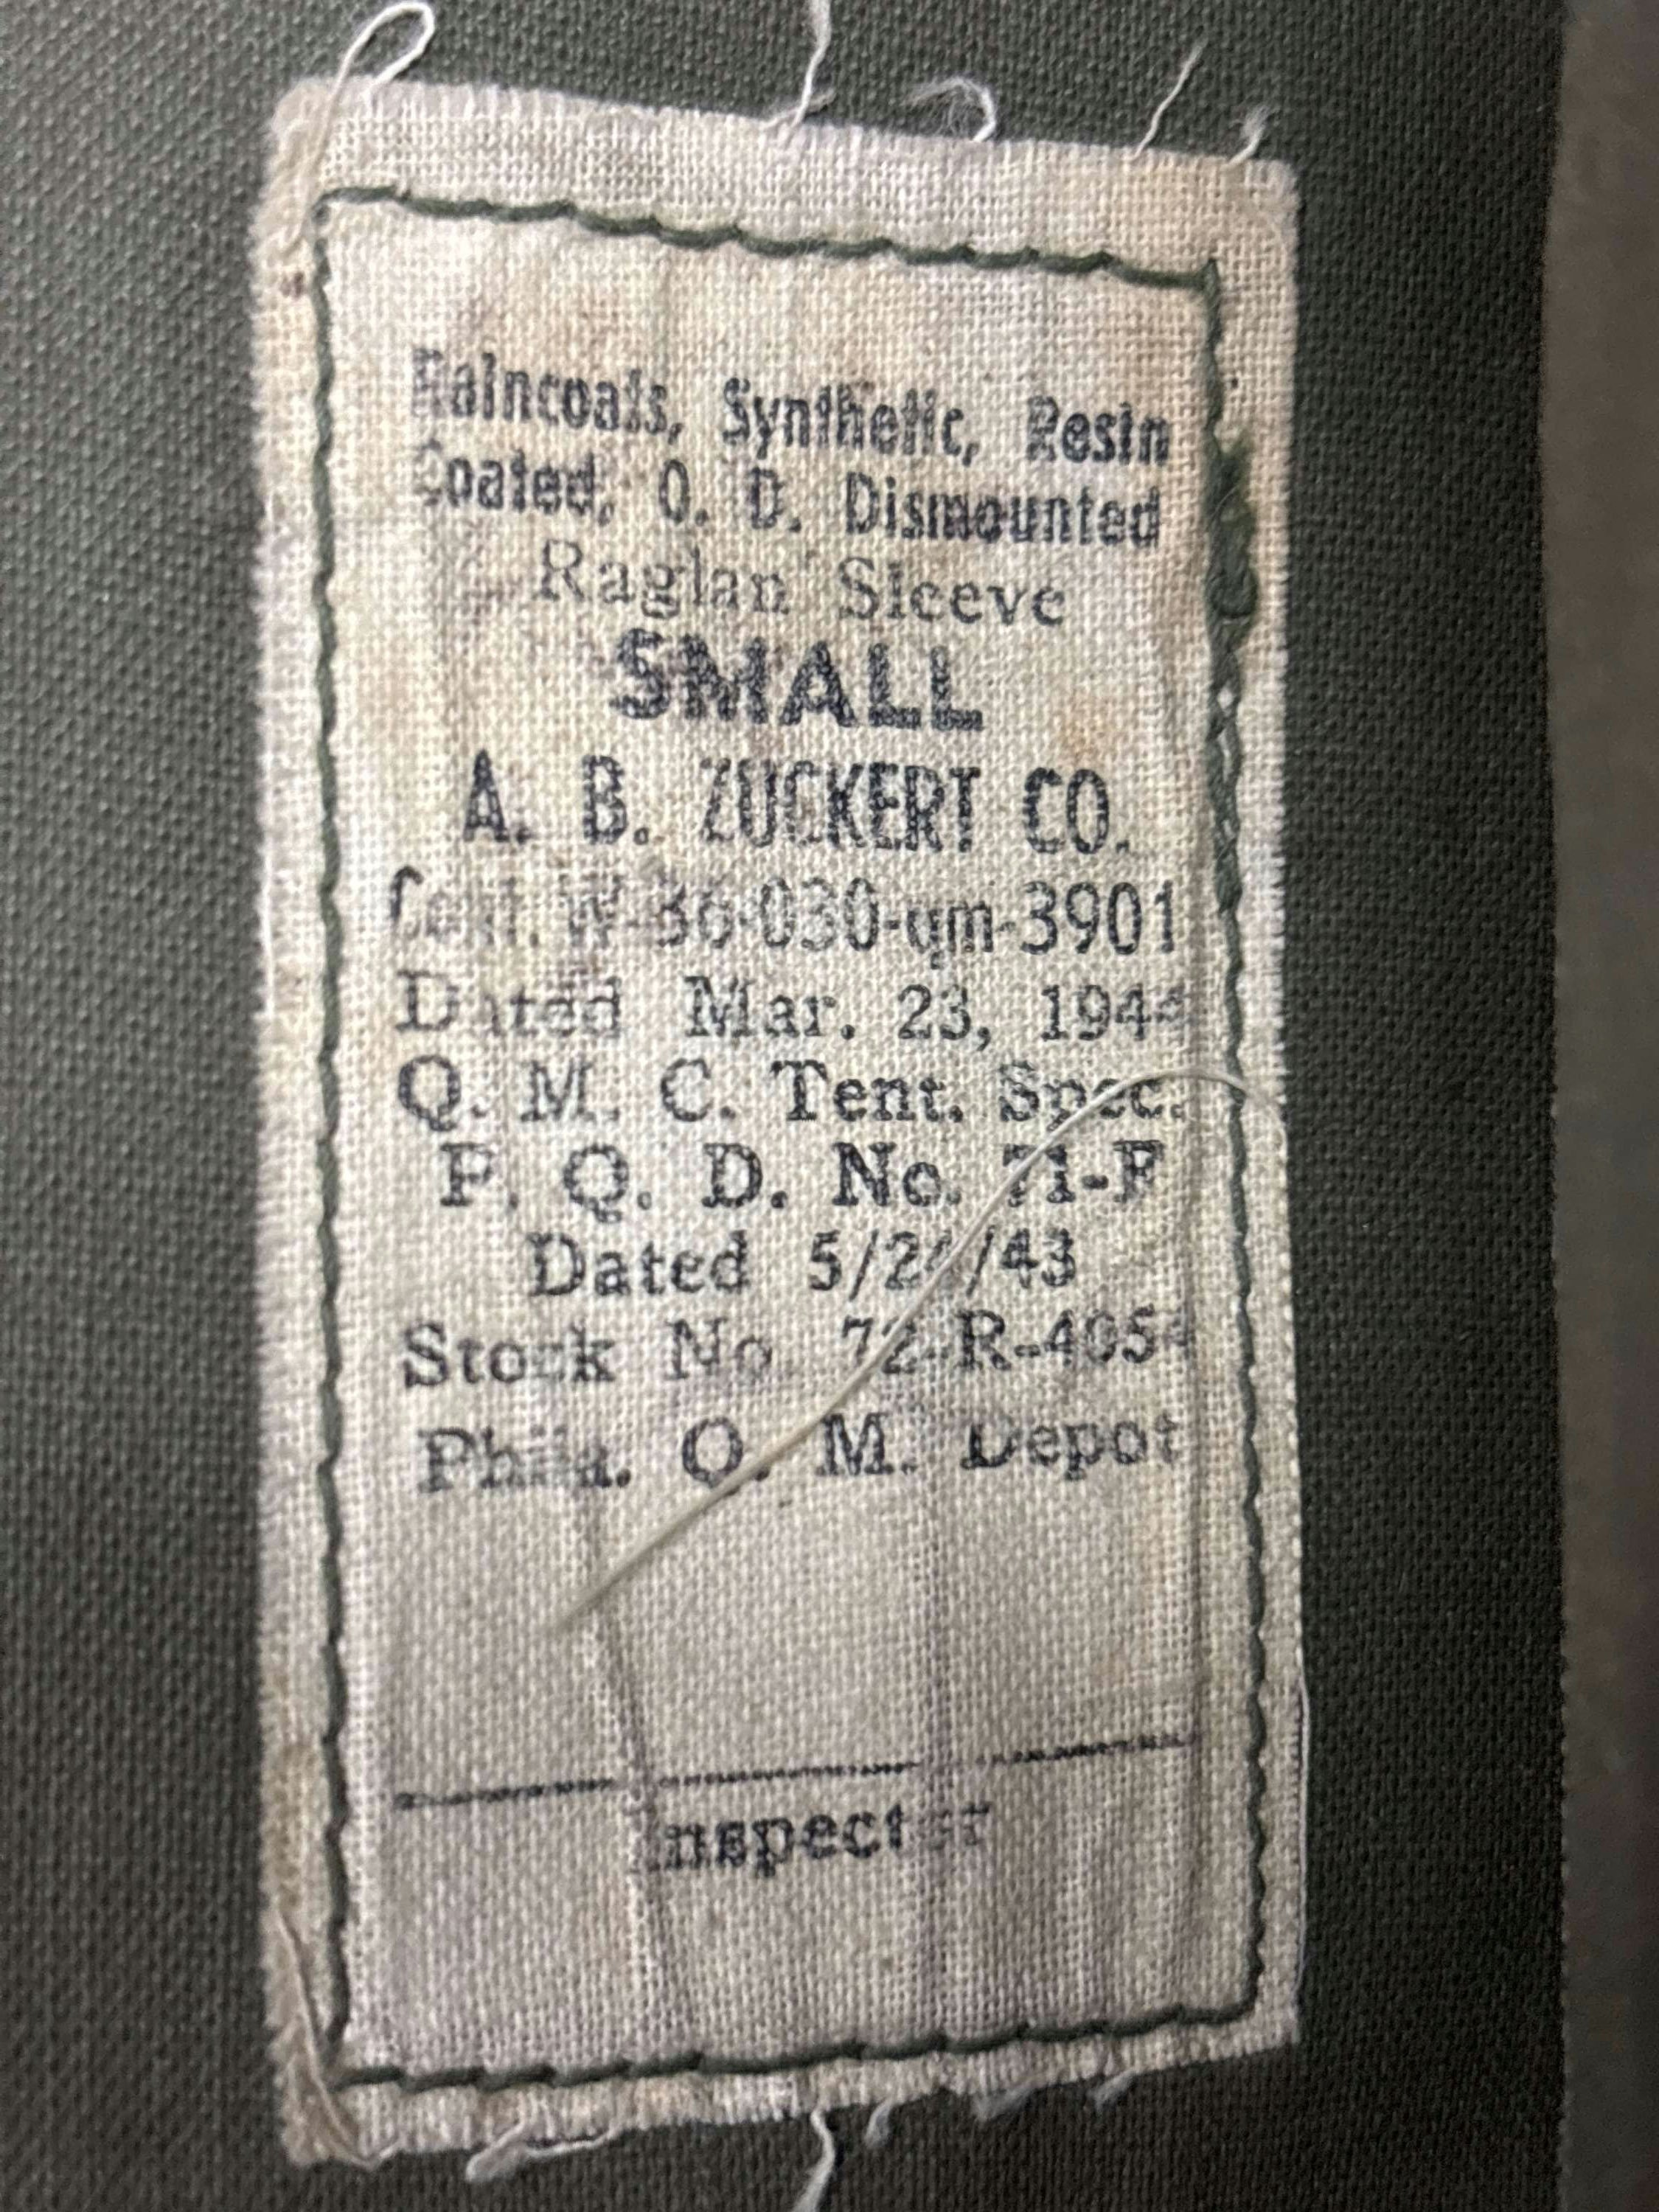 Raincoats, Synthetic, Resin
Coated, O. D. Dismounted
Raglan Sleeve
SMALL
A. B. ZUCKERT CO.
Cont. W-36-030-qm-3901
Dated Mar. 23, 1944
Q. M. C. Tent. Spec.
P. Q. D. No. 71-F
Dated
Stock No.
Phila. Q. M. Depot
Inspector